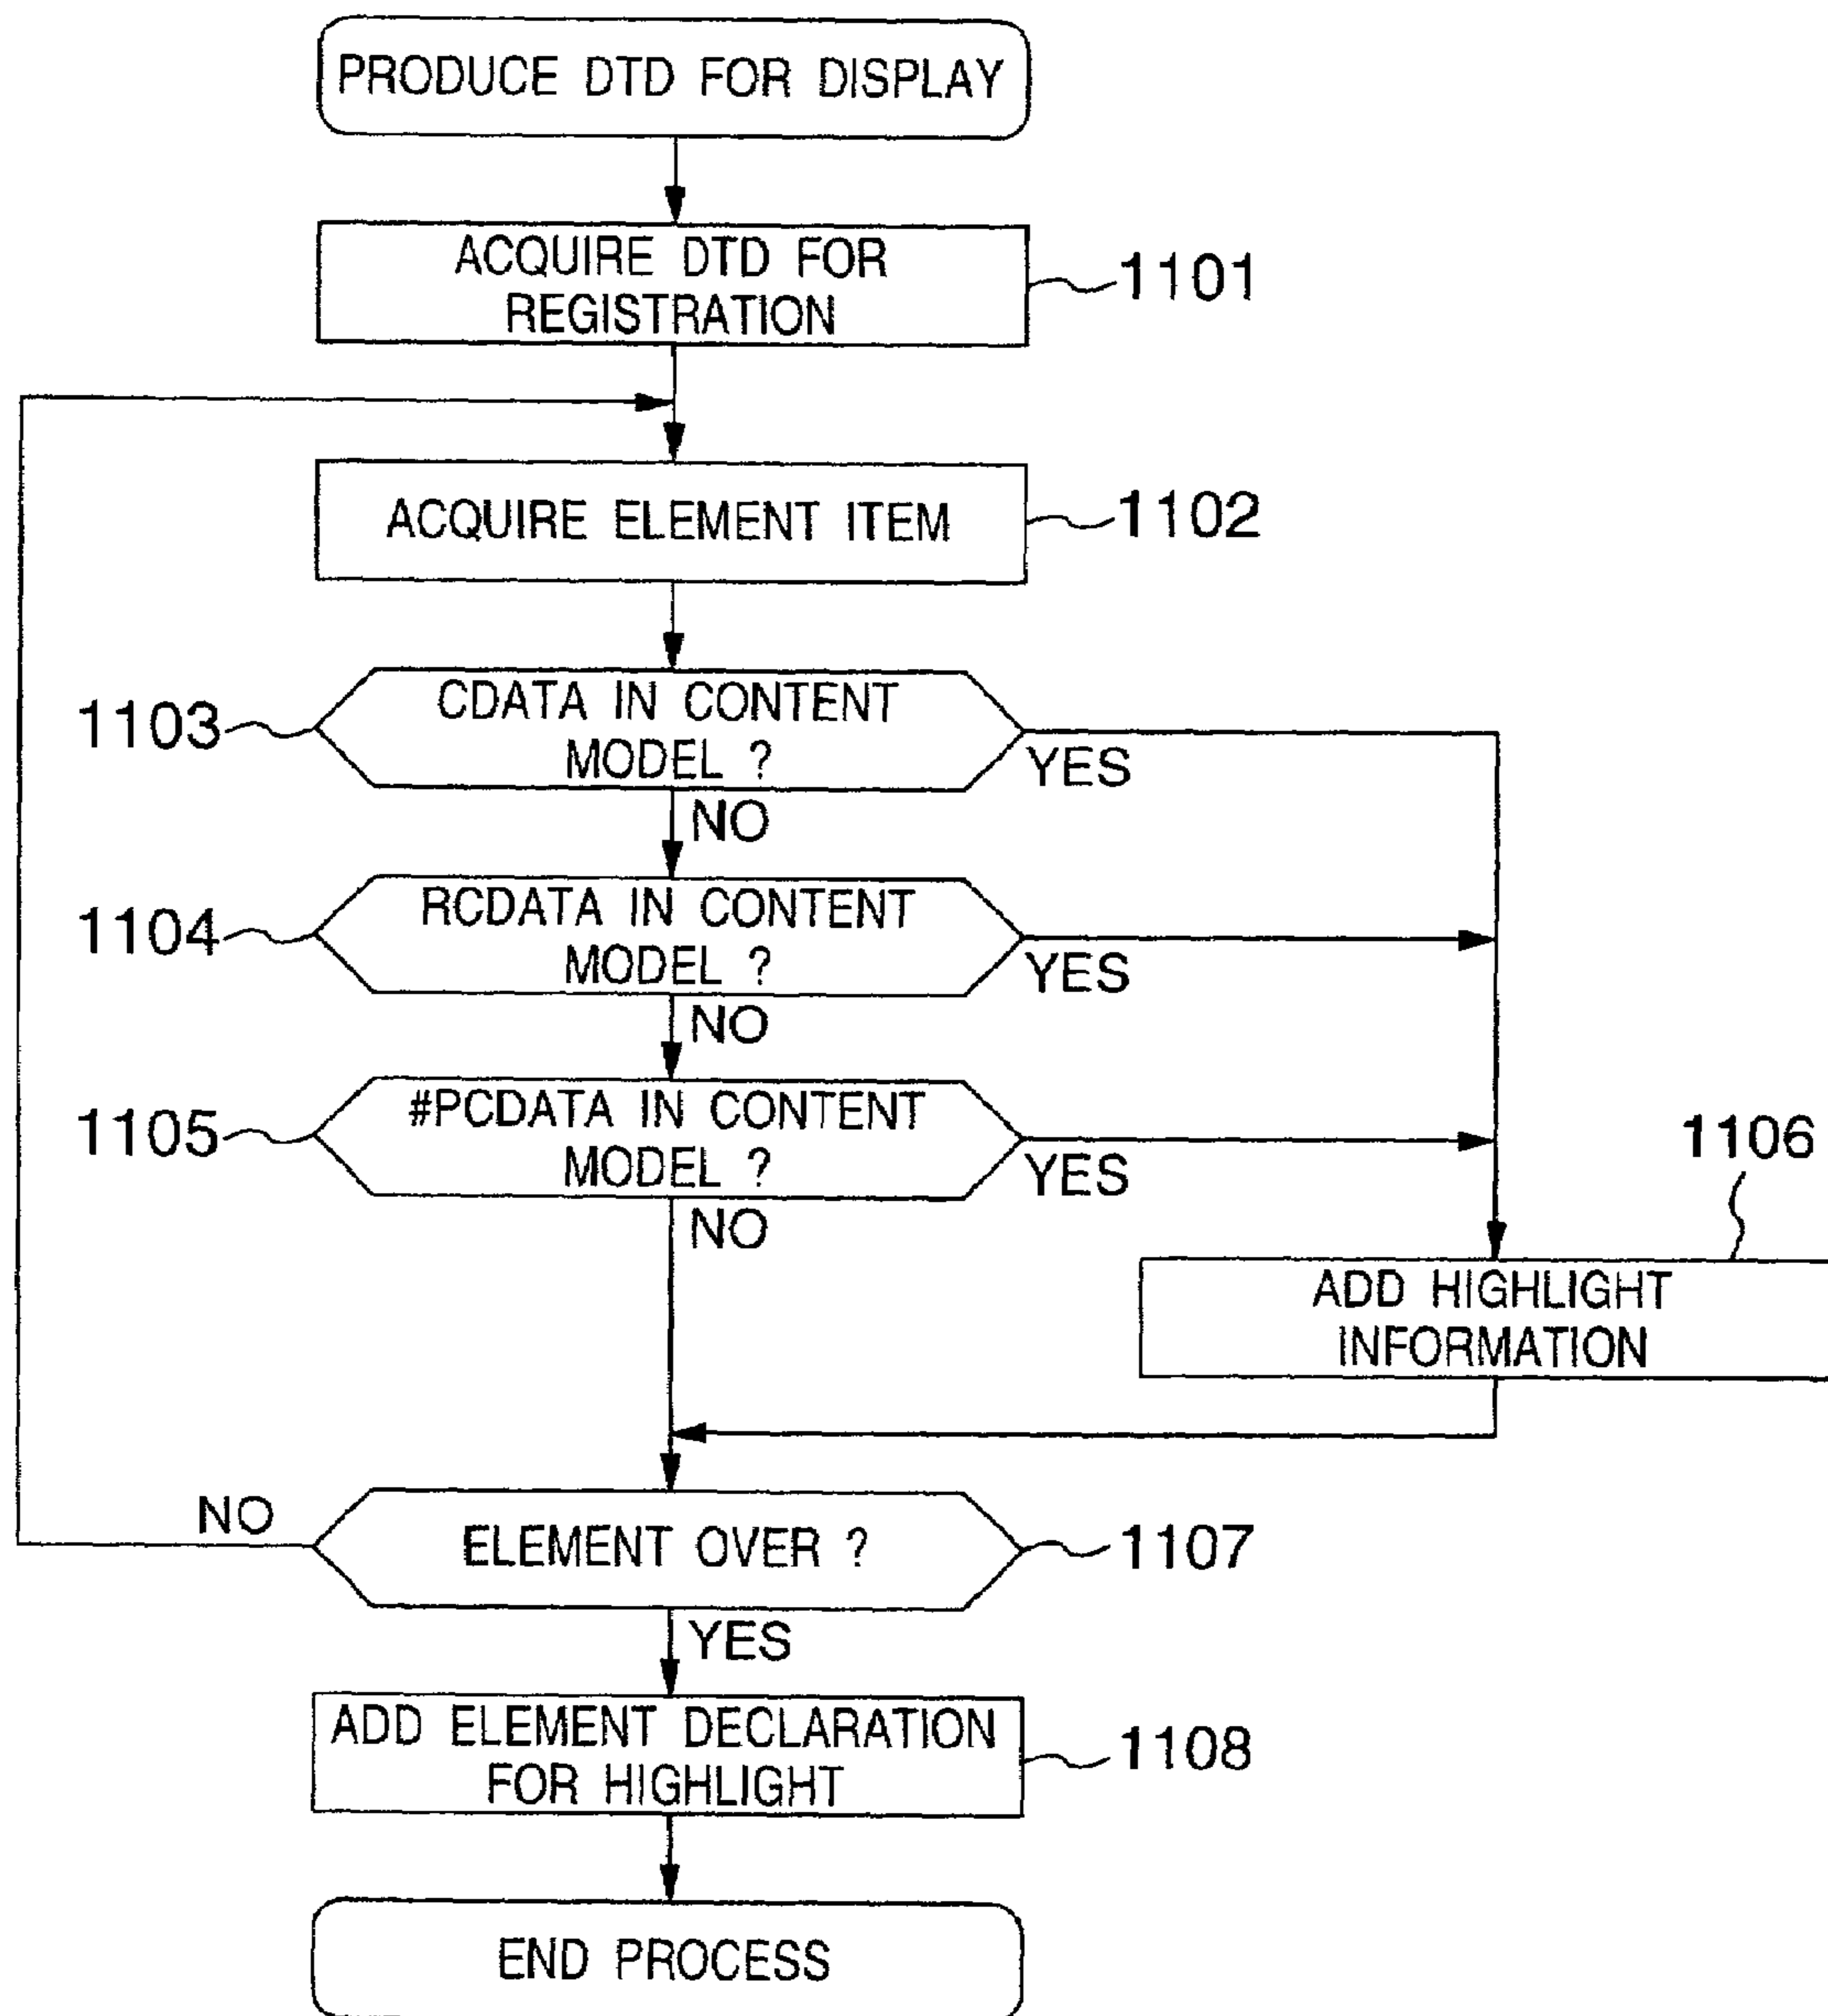 PRODUCE DTD FOR DISPLAY
ACQUIRE DTD FOR
REGISTRATION
1101
ACQUIRE ELEMENT ITEM
1102
1103
CDATA IN CONTENT
MODEL ?
YES
NO
1104
RCDATA IN CONTENT
MODEL ?
YES
NO
1105
#PCDATA IN CONTENT
MODEL ?
YES
NO
1106
ADD HIGHLIGHT
INFORMATION
NO
ELEMENT OVER ?
1107
YES
ADD ELEMENT DECLARATION
FOR HIGHLIGHT
1108
END PROCESS